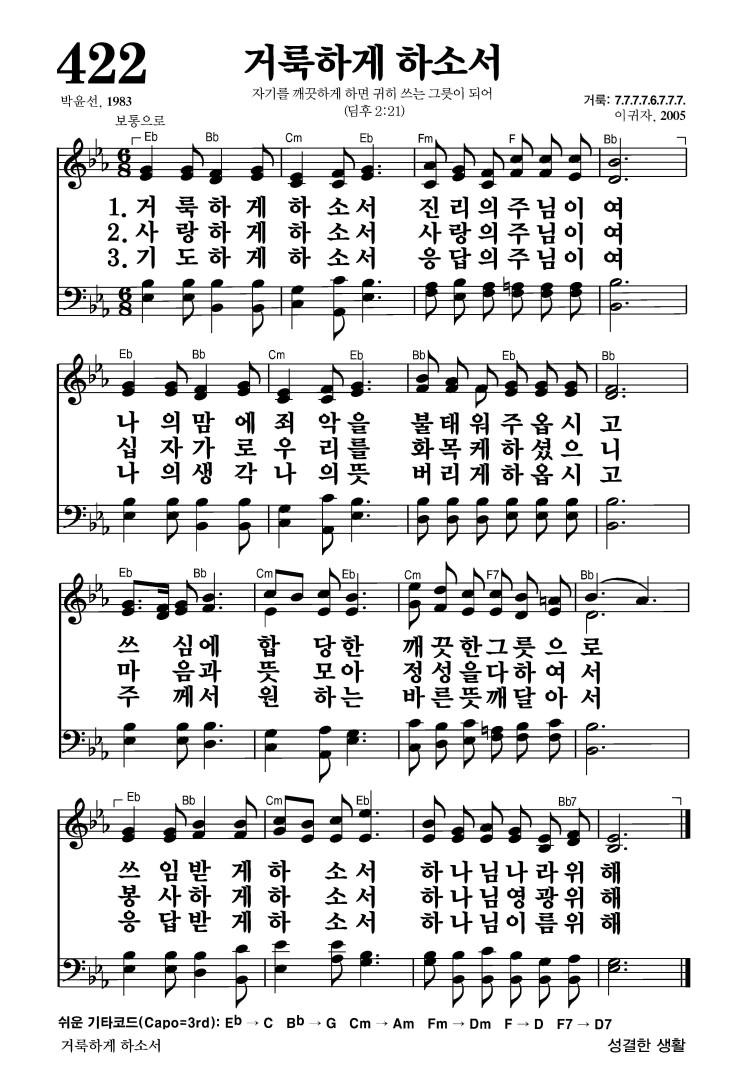 422
거룩하게 하소서
자기를 깨끗하게 하면 귀히 쓰는 그릇이 되어
(딤후 2:21)
박윤선, 1983
거룩: 7.7.7.7.6.7.7.7.
이귀자, 2005
보통으로
Eb Bb Cm Eb Fm F Bb
1. 거 룩 하 게 하 소 서 진 리 의 주 님 이 여
2. 사 랑 하 게 하 소 서 사 랑 의 주 님 이 여
3. 기 도 하 게 하 소 서 응 답 의 주 님 이 여
Eb Bb Cm Eb Bb Eb Bb
나 의 맘 에 죄 악 을 불 태 워 주 옵 시 고
십 자 가 로 우 리 를 화 목 케 하 셨 으 니
나 의 생 각 나 의 뜻 버 리 게 하 옵 시 고
Eb Bb Cm Eb Cm F7 Bb
쓰 심 에 합 당 한 깨 끗 한 그 릇 으 로
마 음 과 뜻 모 아 정 성 을 다 하 여 서
주 께 서 원 하 는 바 른 뜻 깨 달 아 서
Eb Bb Cm Eb Bb7
쓰 임 받 게 하 소 서 하 나 님 나 라 위 해
봉 사 하 게 하 소 서 하 나 님 영 광 위 해
응 답 받 게 하 소 서 하 나 님 이 름 위 해
쉬운 기타코드(Capo=3rd): Eb → C Bb → G Cm → Am Fm → Dm F → D F7 → D7
거룩하게 하소서
성결한 생활